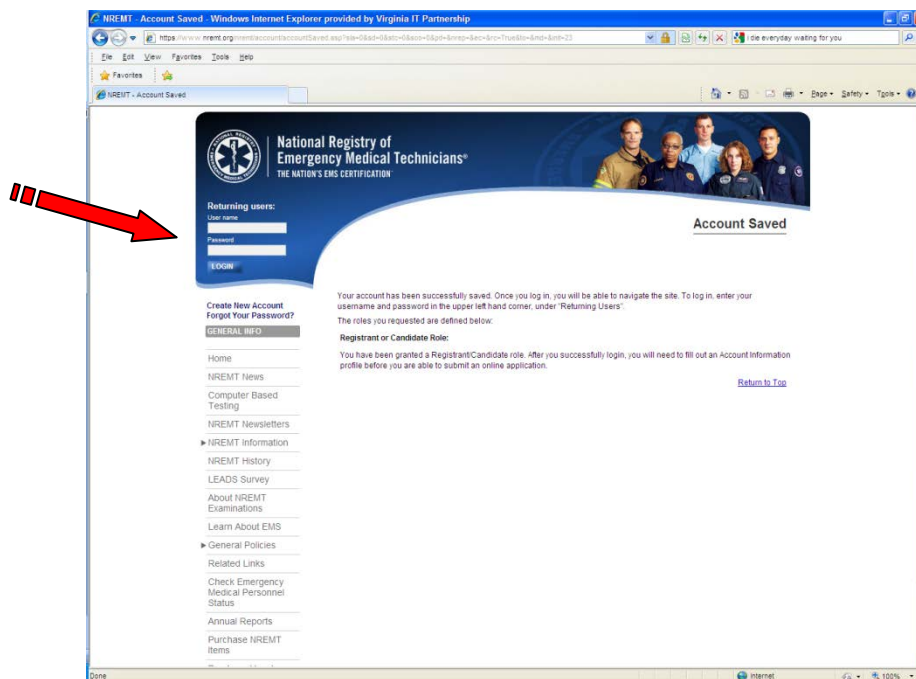 NREMT - Account Saved - Windows Internet Explorer provided by Virginia IT Partnership
i die everyday waiting for you
File Edit View Favorites Tools Help
Favorites
NREMT - Account Saved
Page Safety Tools
National Registry of
Emergency Medical Technicians®
THE NATION'S EMS CERTIFICATION
Returning users:
User name
Password
LOGIN
Account Saved
Your account has been successfully saved. Once you log in, you will be able to navigate the site. To log in, enter your
username and password in the upper left hand corner, under "Returning Users".
The roles you requested are defined below:
Registrant or Candidate Role:
You have been granted a Registrant/Candidate role. After you successfully login, you will need to fill out an Account Information
profile before you are able to submit an online application.
Return to Top
Create New Account
Forgot Your Password?
GENERAL INFO
Home
NREMT News
Computer Based
Testing
NREMT Newsletters
NREMT Information
NREMT History
LEADS Survey
About NREMT
Examinations
Learn About EMS
General Policies
Related Links
Check Emergency
Medical Personnel
Status
Annual Reports
Purchase NREMT
Items
Done
Internet
100%